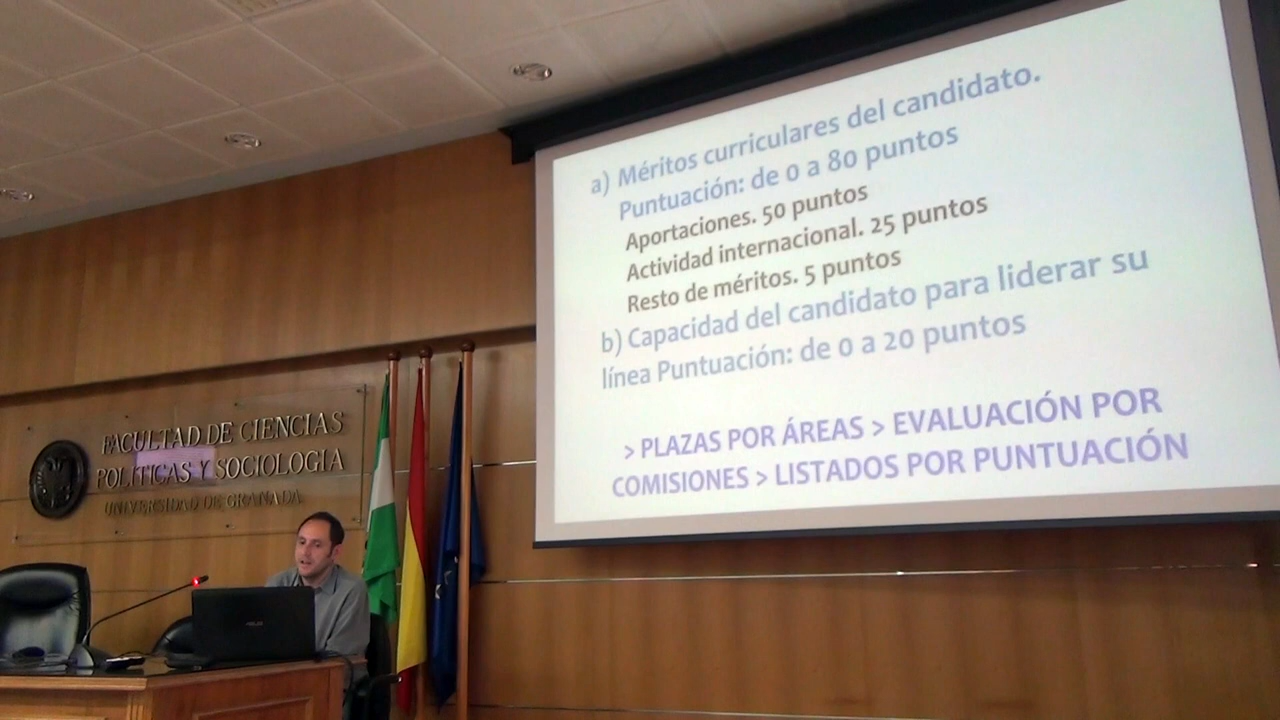 a) Méritos curriculares del candidato.
Puntuación: de 0 a 80 puntos
Aportaciones. 50 puntos
Actividad internacional. 25 puntos
Resto de méritos. 5 puntos
b) Capacidad del candidato para liderar su
línea Puntuación: de 0 a 20 puntos
> PLAZAS POR ÁREAS > EVALUACIÓN POR
COMISIONES > LISTADOS POR PUNTUACIÓN
FACULTAD DE CIENCIAS
POLÍTICAS Y SOCIOLOGIA
UNIVERSIDAD DE GRANADA
ASUS